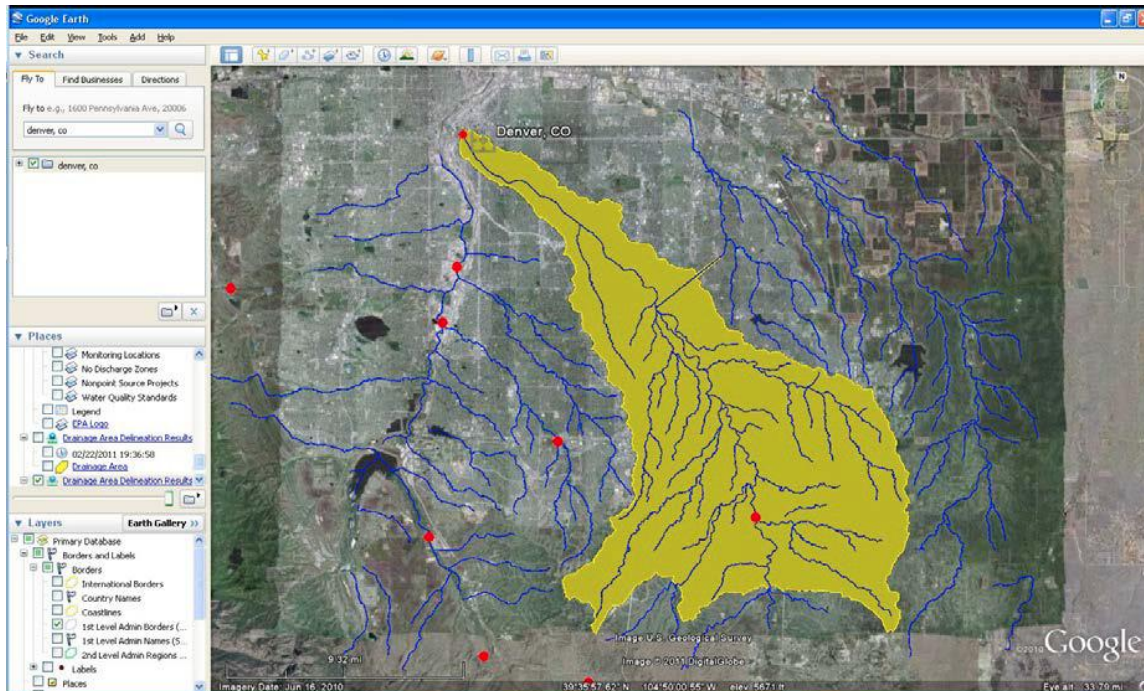 Google Earth
File Edit View Tools Add Help
Search
Fly To Find Businesses Directions
Fly to e.g., 1600 Pennsylvania Ave, 20006
denver, co
denver, co
Places
Monitoring Locations
No Discharge Zones
Nonpoint Source Projects
Water Quality Standards
Legend
EPA Logo
Drainage Area Delineation Results
02/22/2011 19:36:58
Drainage Area
Drainage Area Delineation Results
Layers Earth Gallery >>
Primary Database
Borders and Labels
Borders
International Borders
Country Names
Coastlines
1st Level Admin Borders (...
1st Level Admin Names (S...
2nd Level Admin Regions ...
Labels
Places
N
Denver, CO
Image U.S. Geological Survey
Image © 2011 DigitalGlobe
©2010 Google
9.32 mi
Imagery Date: Jun 16, 2010 39°35'57.62" N 104°50'00.55" W elev 5671 ft Eye alt 33.79 mi